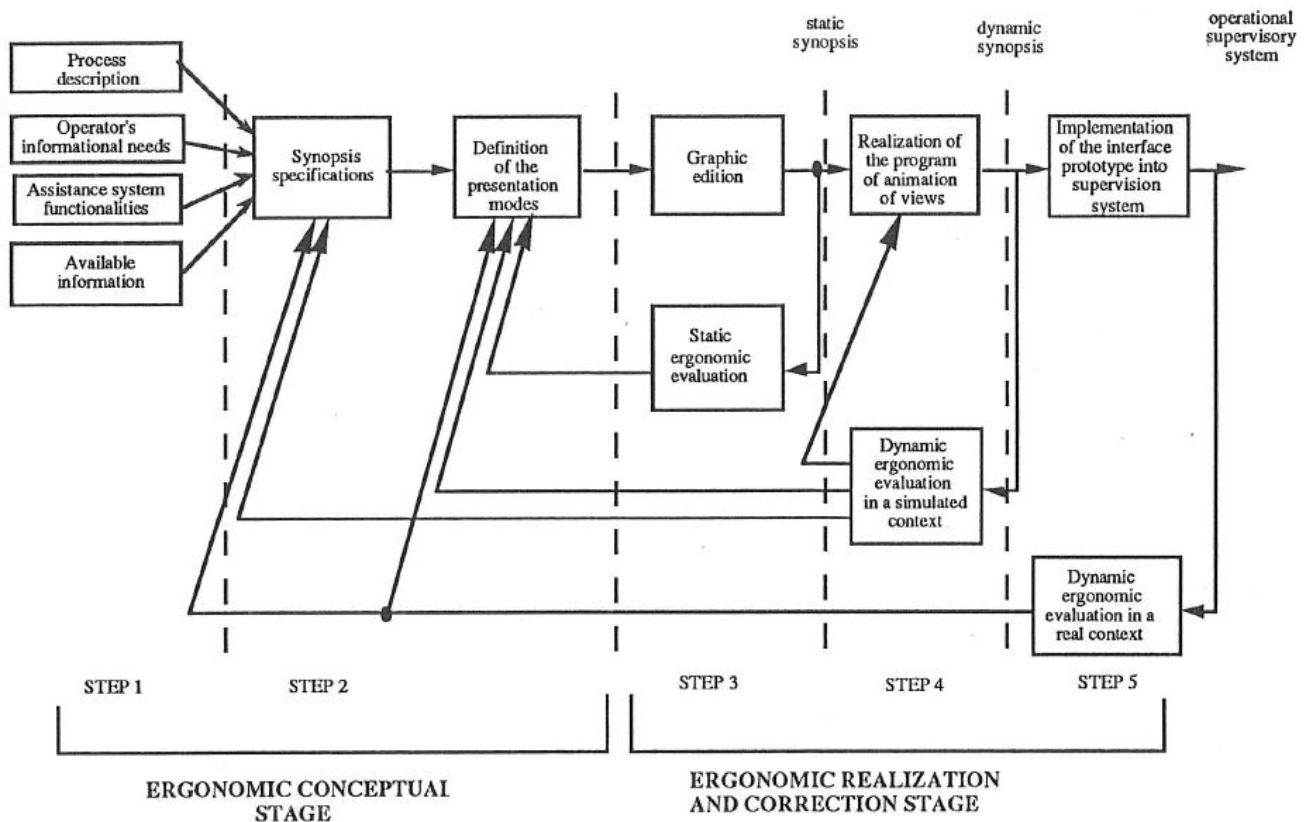 static
synopsis
dynamic
synopsis
operational
supervisory
system
Process
description
Operator's
informational needs
Assistance system
functionalities
Available
information
Synopsis
specifications
Definition
of the
presentation
modes
Graphic
edition
Realization of
the program
of animation
of views
Implementation
of the interface
prototype into
supervision
system
Static
ergonomic
evaluation
Dynamic
ergonomic
evaluation
in a simulated
context
Dynamic
ergonomic
evaluation in a
real context
STEP 1
STEP 2
STEP 3
STEP 4
STEP 5
ERGONOMIC CONCEPTUAL
STAGE
ERGONOMIC REALIZATION
AND CORRECTION STAGE